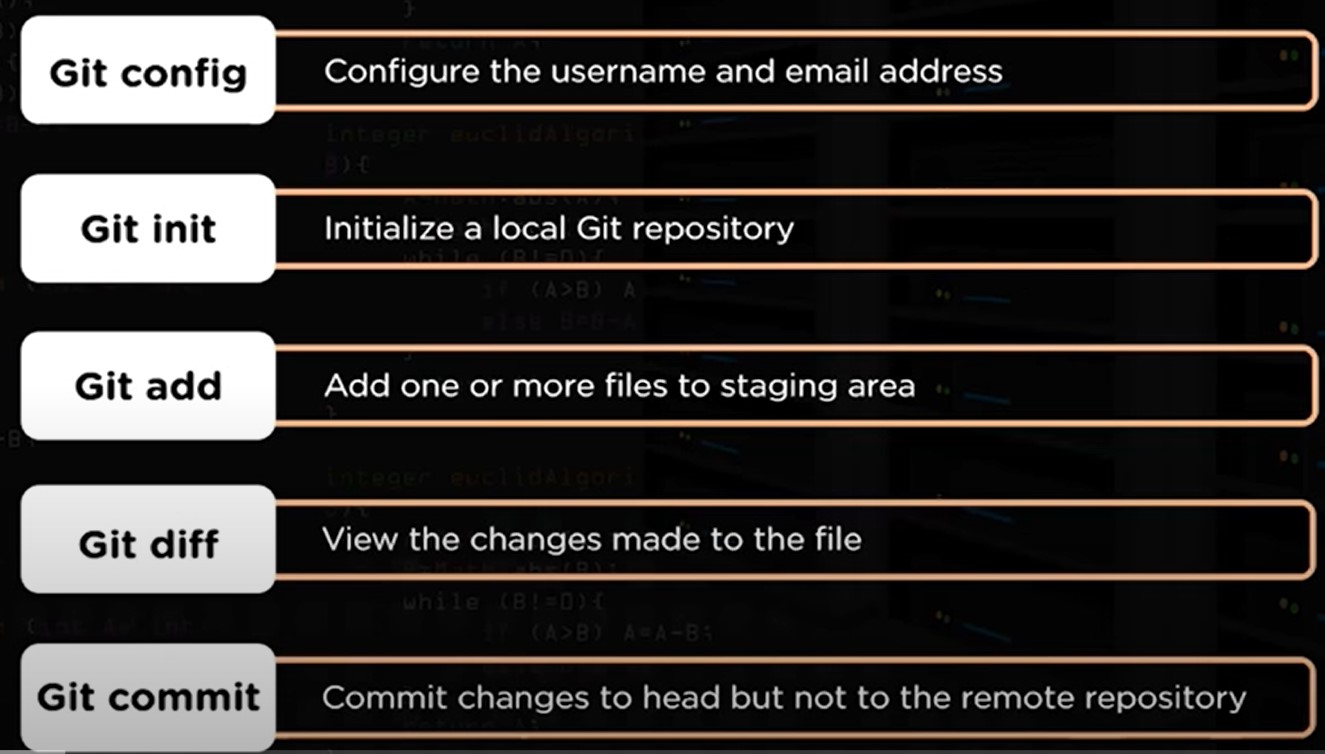 Git config
Configure the username and email address
Git init
Initialize a local Git repository
Git add
Add one or more files to staging area
Git diff
View the changes made to the file
Git commit
Commit changes to head but not to the remote repository